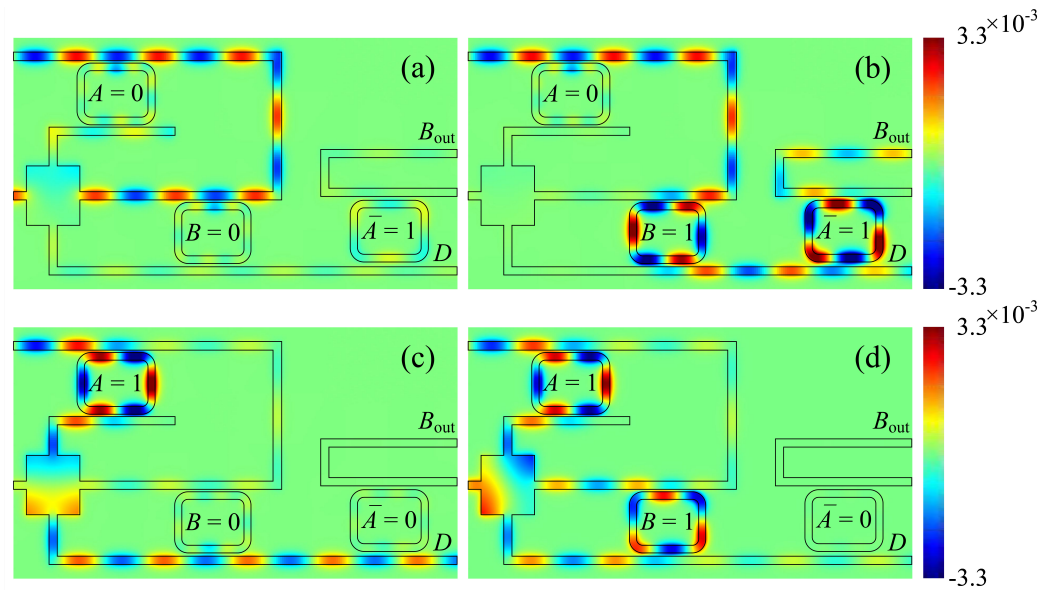 (a)
A = 0
B_out
B = 0
A̅ = 1
D
(b)
A = 0
B_out
B = 1
A̅ = 1
D
3.3×10⁻³
-3.3
(c)
A = 1
B_out
B = 0
A̅ = 0
D
(d)
A = 1
B_out
B = 1
A̅ = 0
D
3.3×10⁻³
-3.3